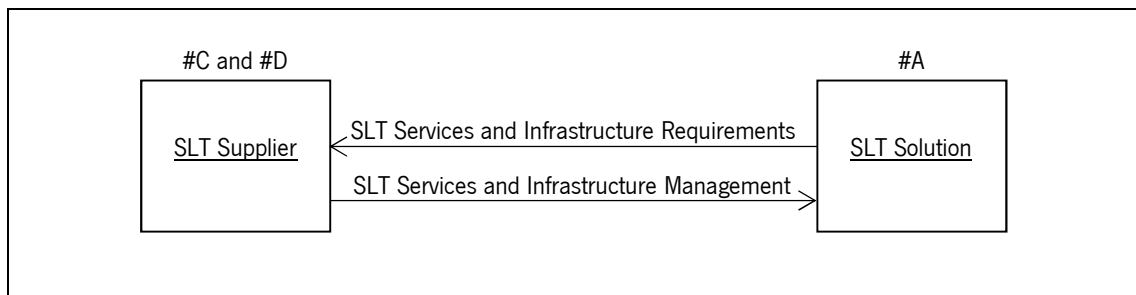 #C and #D
#A
SLT Services and Infrastructure Requirements
SLT Supplier
SLT Solution
SLT Services and Infrastructure Management